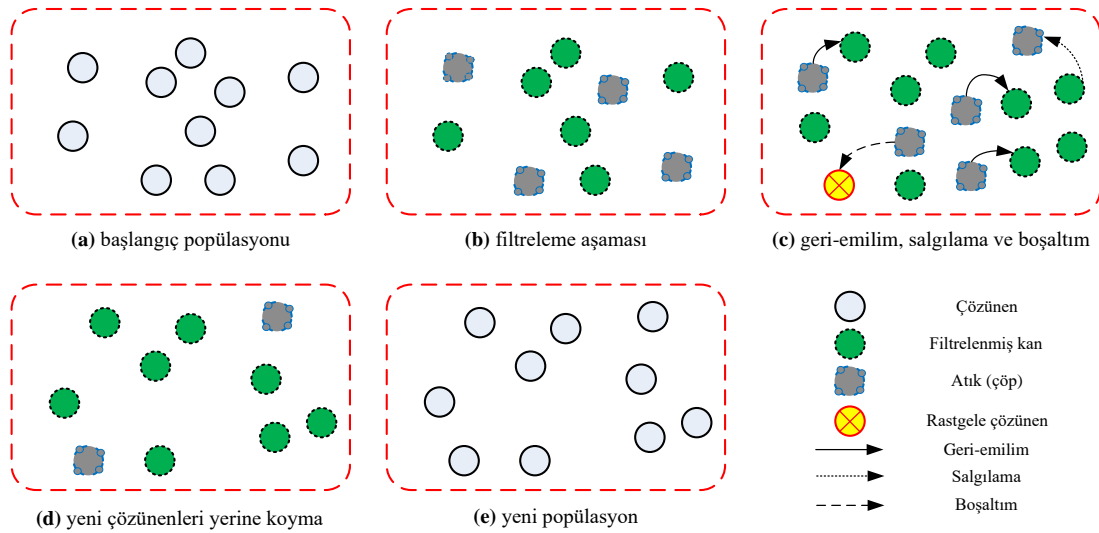 (a) başlangıç popülasyonu
(b) filtreleme aşaması
(c) geri-emilim, salgılama ve boşaltım
(d) yeni çözünenleri yerine koyma
(e) yeni popülasyon
Çözünen
Filtrelenmiş kan
Atık (çöp)
Rastgele çözünen
Geri-emilim
Salgılama
Boşaltım